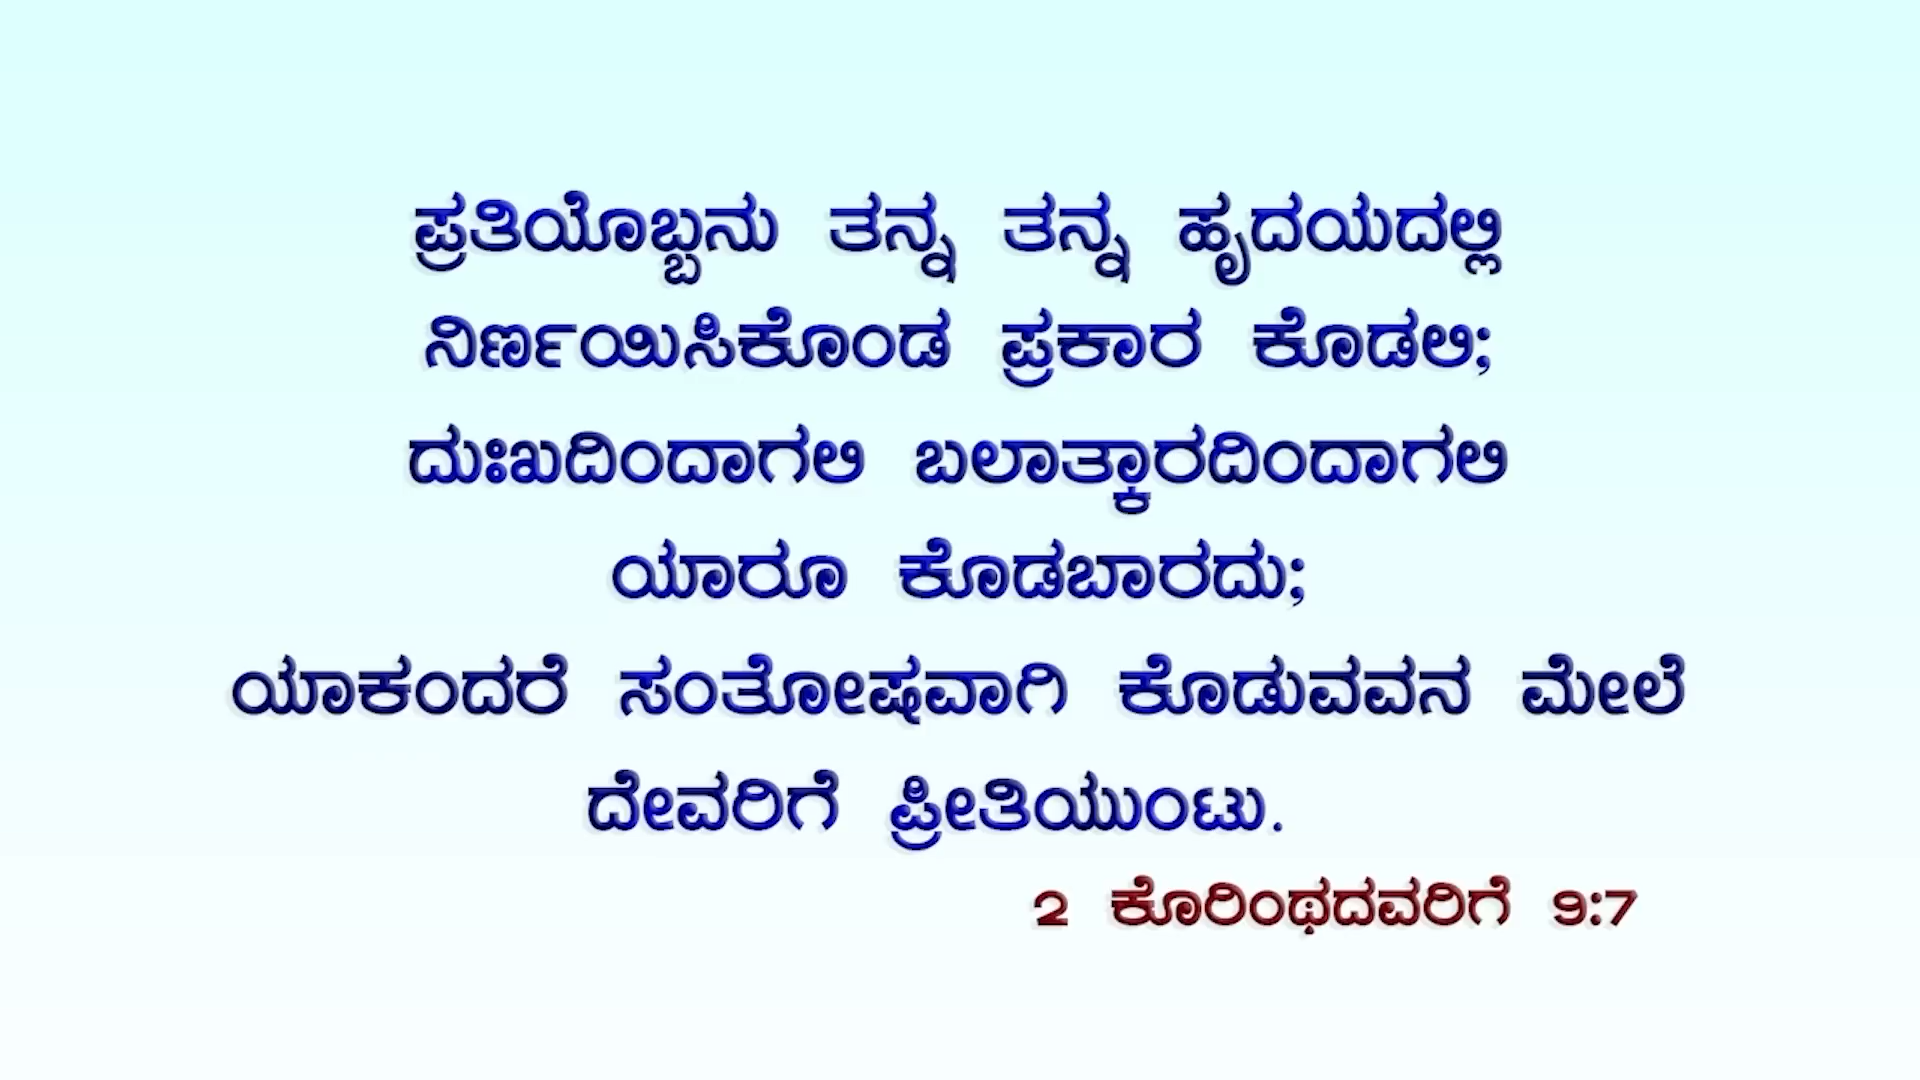 ಪ್ರತಿಯೊಬ್ಬನು ತನ್ನ ತನ್ನ ಹೃದಯದಲ್ಲಿ
ನಿರ್ಣಯಿಸಿಕೊಂಡ ಪ್ರಕಾರ ಕೊಡಲಿ;
ದುಃಖದಿಂದಾಗಲಿ ಬಲಾತ್ಕಾರದಿಂದಾಗಲಿ
ಯಾರೂ ಕೊಡಬಾರದು;
ಯಾಕಂದರೆ ಸಂತೋಷವಾಗಿ ಕೊಡುವವನ ಮೇಲೆ
ದೇವರಿಗೆ ಪ್ರೀತಿಯುಂಟು.
2 ಕೊರಿಂಥದವರಿಗೆ 9:7